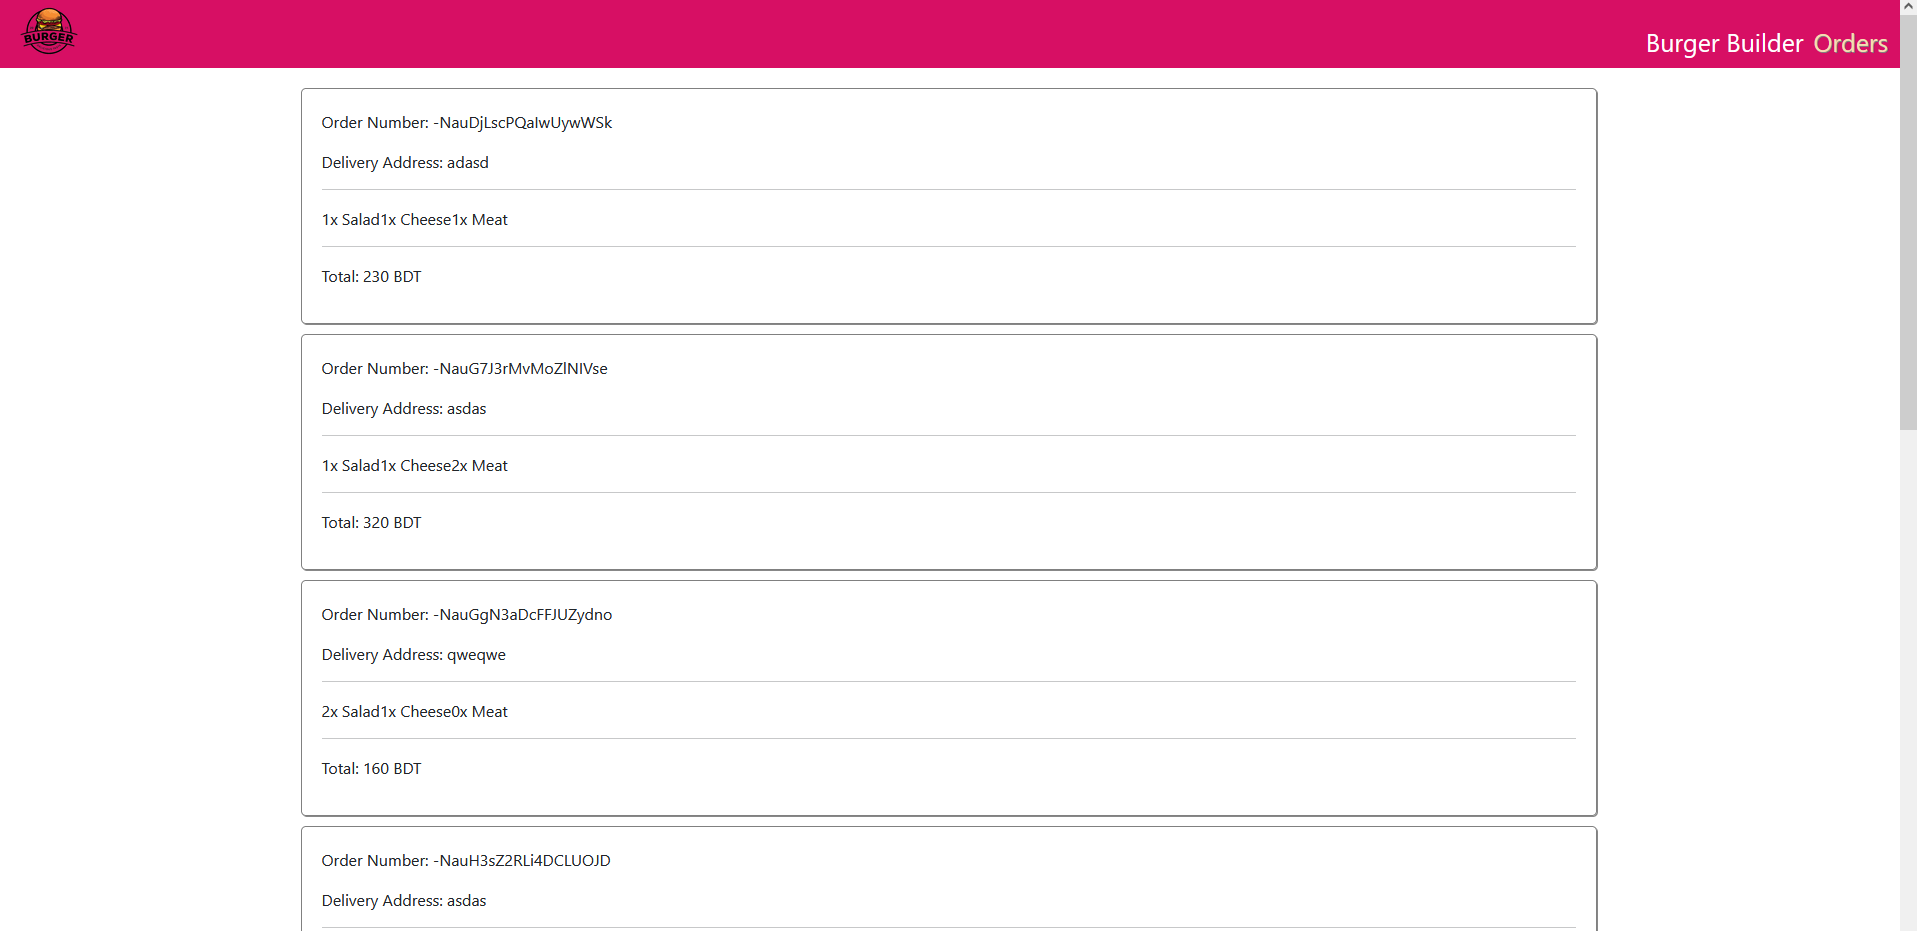 BURGER
Burger Builder Orders
Order Number: -NauDjLscPQaIwUywWSk
Delivery Address: adasd
1x Salad1x Cheese1x Meat
Total: 230 BDT
Order Number: -NauG7J3rMvMoZlNIVse
Delivery Address: asdas
1x Salad1x Cheese2x Meat
Total: 320 BDT
Order Number: -NauGgN3aDcFFJUZydno
Delivery Address: qweqwe
2x Salad1x Cheese0x Meat
Total: 160 BDT
Order Number: -NauH3sZ2RLi4DCLUOJD
Delivery Address: asdas